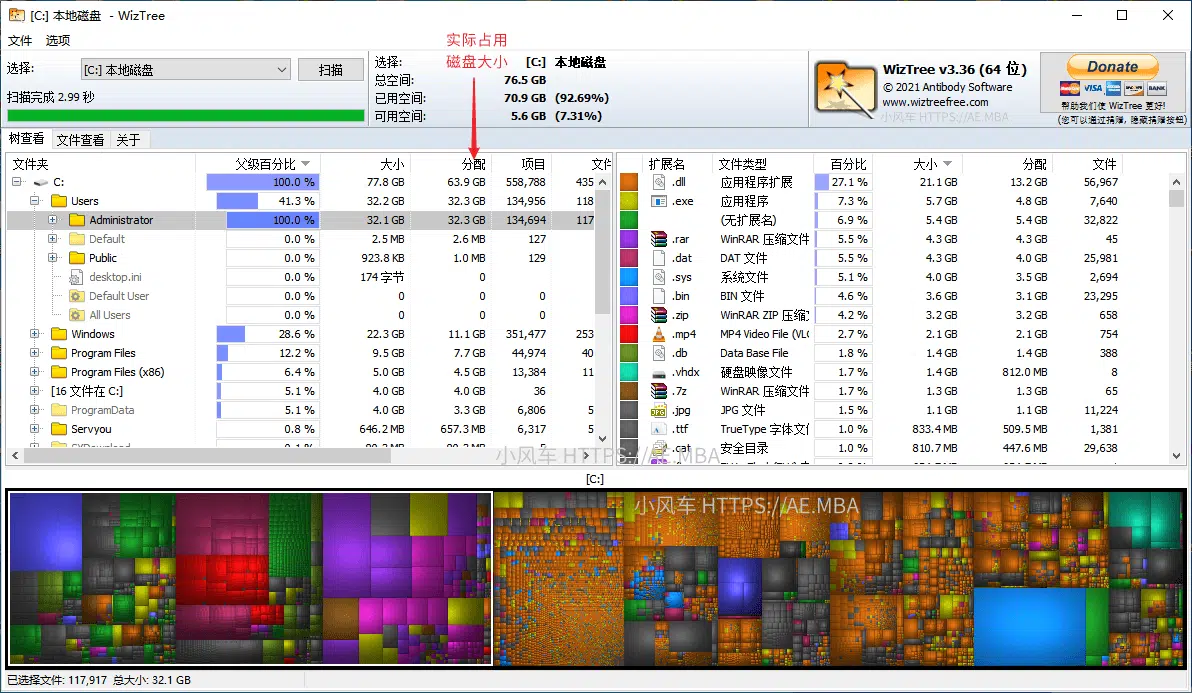 [C:] 本地磁盘 - WizTree
文件 选项
选择: [C:] 本地磁盘 扫描
扫描完成 2.99 秒
实际占用
磁盘大小
选择: [C:] 本地磁盘
总空间: 76.5 GB
已用空间: 70.9 GB (92.69%)
可用空间: 5.6 GB (7.31%)
WizTree v3.36 (64 位)
© 2021 Antibody Software
www.wiztreefree.com
小风车 HTTPS://AE.MBA
Donate
VISA BANK
帮助我们使 WizTree 更好!
(您可以通过捐赠, 隐藏捐赠按钮)
树查看 文件查看 关于
文件夹 父级百分比 大小 分配 项目 文件
C: 100.0 % 77.8 GB 63.9 GB 558,788 435
Users 41.3 % 32.2 GB 32.3 GB 134,956 118
Administrator 100.0 % 32.1 GB 32.3 GB 134,694 117
Default 0.0 % 2.5 MB 2.6 MB 127
Public 0.0 % 923.8 KB 1.0 MB 129
desktop.ini 0.0 % 174 字节 0
Default User 0.0 % 0 0 0
All Users 0.0 % 0 0 0
Windows 28.6 % 22.3 GB 11.1 GB 351,477 253
Program Files 12.2 % 9.5 GB 7.7 GB 44,974 40
Program Files (x86) 6.4 % 5.0 GB 4.5 GB 13,384 11
[16 文件在 C:] 5.1 % 4.0 GB 4.0 GB 36
ProgramData 5.1 % 4.0 GB 3.3 GB 6,806 5
Servyou 0.8 % 646.2 MB 657.3 MB 6,317 5
扩展名 文件类型 百分比 大小 分配 文件
.dll 应用程序扩展 27.1 % 21.1 GB 13.2 GB 56,967
.exe 应用程序 7.3 % 5.7 GB 4.8 GB 7,640
(无扩展名) 6.9 % 5.4 GB 5.4 GB 32,822
.rar WinRAR 压缩文件 5.5 % 4.3 GB 4.3 GB 45
.dat DAT 文件 5.5 % 4.3 GB 4.0 GB 25,981
.sys 系统文件 5.1 % 4.0 GB 3.5 GB 2,694
.bin BIN 文件 4.6 % 3.6 GB 3.1 GB 23,295
.zip WinRAR ZIP 压缩 4.2 % 3.2 GB 3.2 GB 658
.mp4 MP4 Video File (VLC 2.7 % 2.1 GB 2.1 GB 754
.db Data Base File 1.8 % 1.4 GB 1.4 GB 388
.vhdx 硬盘映像文件 1.7 % 1.4 GB 812.0 MB 8
.7z WinRAR 压缩文件 1.7 % 1.3 GB 1.3 GB 65
.jpg JPG 文件 1.5 % 1.1 GB 1.1 GB 11,224
.ttf TrueType 字体文件 1.0 % 833.4 MB 509.5 MB 1,381
.cat 安全目录 1.0 % 810.7 MB 447.6 MB 29,638
小风车 HTTPS://AE.MBA
[C:]
小风车 HTTPS://AE.MBA
已选择文件: 117,917 总大小: 32.1 GB